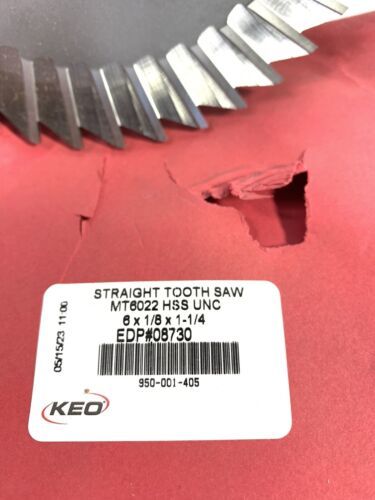 STRAIGHT TOOTH SAW
MT6022 HSS UNC
6 x 1/8 x 1-1/4
EDP#08730
950-001-405
05/15/23 11:00
KEO